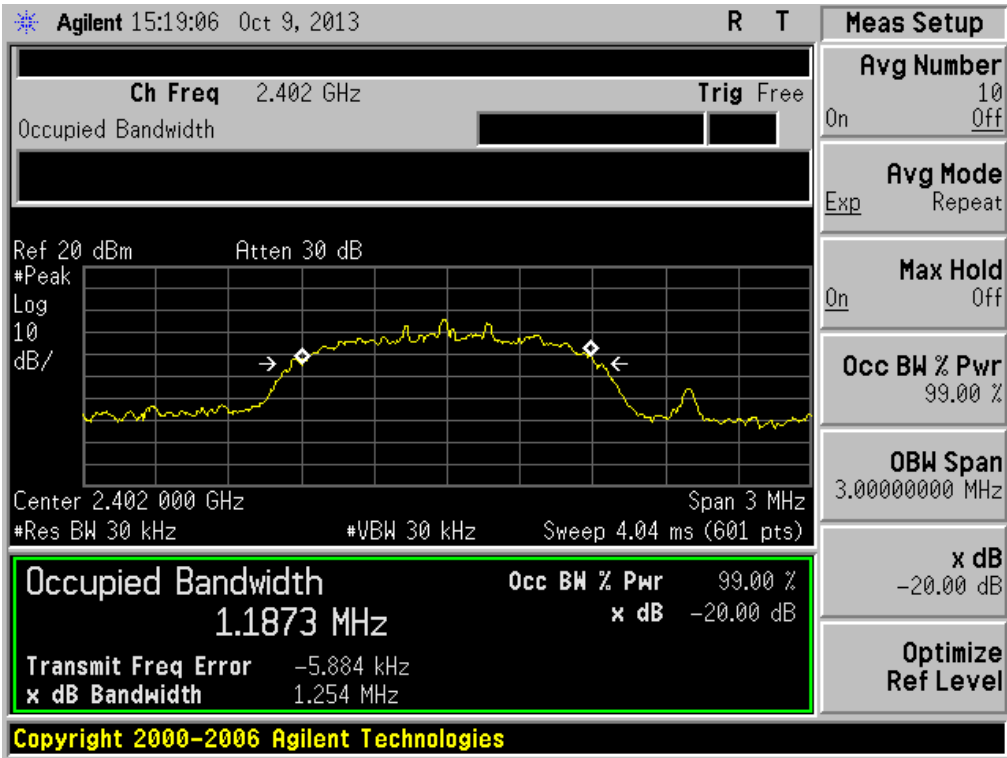 Agilent 15:19:06 Oct 9, 2013 R T
Ch Freq 2.402 GHz Trig Free
Occupied Bandwidth
Ref 20 dBm Atten 30 dB
#Peak
Log
10
dB/
Center 2.402 000 GHz Span 3 MHz
#Res BW 30 kHz #VBW 30 kHz Sweep 4.04 ms (601 pts)
Occupied Bandwidth Occ BW % Pwr 99.00 %
1.1873 MHz x dB -20.00 dB
Transmit Freq Error -5.884 kHz
x dB Bandwidth 1.254 MHz
Copyright 2000-2006 Agilent Technologies
Meas Setup
Avg Number
10
On Off
Avg Mode
Exp Repeat
Max Hold
On Off
Occ BW % Pwr
99.00 %
OBW Span
3.00000000 MHz
x dB
-20.00 dB
Optimize
Ref Level